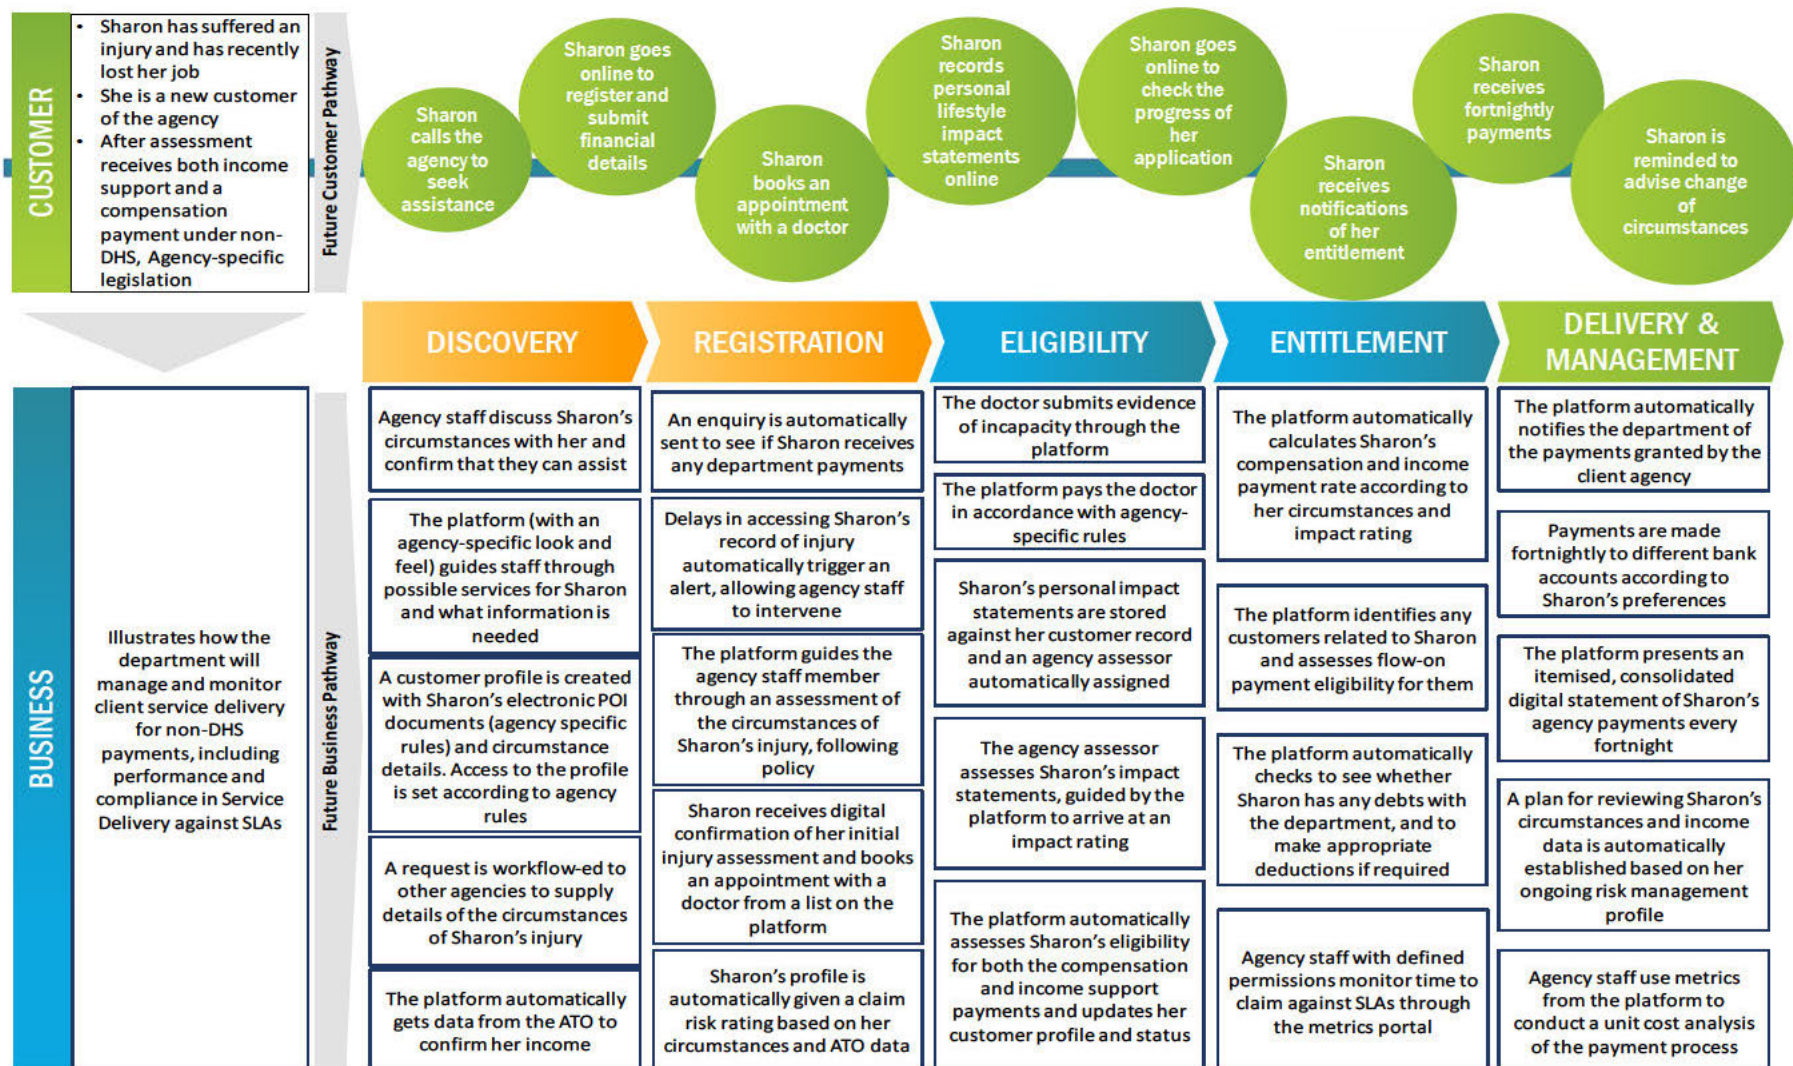 CUSTOMER
• Sharon has suffered an
injury and has recently
lost her job
• She is a new customer
of the agency
• After assessment
receives both income
support and a
compensation
payment under non-
DHS, Agency-specific
legislation
Future Customer Pathway
Sharon
calls the
agency to
seek
assistance
Sharon goes
online to
register and
submit
financial
details
Sharon
books an
appointment
with a doctor
Sharon
records
personal
lifestyle
impact
statements
online
Sharon goes
online to
check the
progress of
her
application
Sharon
receives
notifications
of her
entitlement
Sharon
receives
fortnightly
payments
Sharon is
reminded to
advise change
of
circumstances
BUSINESS
Illustrates how the
department will
manage and monitor
client service delivery
for non-DHS
payments, including
performance and
compliance in Service
Delivery against SLAs
Future Business Pathway
DISCOVERY
Agency staff discuss Sharon's
circumstances with her and
confirm that they can assist
The platform (with an
agency-specific look and
feel) guides staff through
possible services for Sharon
and what information is
needed
A customer profile is created
with Sharon's electronic POI
documents (agency specific
rules) and circumstance
details. Access to the profile
is set according to agency
rules
A request is workflow-ed to
other agencies to supply
details of the circumstances
of Sharon's injury
The platform automatically
gets data from the ATO to
confirm her income
REGISTRATION
An enquiry is automatically
sent to see if Sharon receives
any department payments
Delays in accessing Sharon's
record of injury
automatically trigger an
alert, allowing agency staff
to intervene
The platform guides the
agency staff member
through an assessment of
the circumstances of
Sharon's injury, following
policy
Sharon receives digital
confirmation of her initial
injury assessment and books
an appointment with a
doctor from a list on the
platform
Sharon's profile is
automatically given a claim
risk rating based on her
circumstances and ATO data
ELIGIBILITY
The doctor submits evidence
of incapacity through the
platform
The platform pays the doctor
in accordance with agency-
specific rules
Sharon's personal impact
statements are stored
against her customer record
and an agency assessor
automatically assigned
The agency assessor
assesses Sharon's impact
statements, guided by the
platform to arrive at an
impact rating
The platform automatically
assesses Sharon's eligibility
for both the compensation
and income support
payments and updates her
customer profile and status
ENTITLEMENT
The platform automatically
calculates Sharon's
compensation and income
payment rate according to
her circumstances and
impact rating
The platform identifies any
customers related to Sharon
and assesses flow-on
payment eligibility for them
The platform automatically
checks to see whether
Sharon has any debts with
the department, and to
make appropriate
deductions if required
Agency staff with defined
permissions monitor time to
claim against SLAs through
the metrics portal
DELIVERY &
MANAGEMENT
The platform automatically
notifies the department of
the payments granted by the
client agency
Payments are made
fortnightly to different bank
accounts according to
Sharon's preferences
The platform presents an
itemised, consolidated
digital statement of Sharon's
agency payments every
fortnight
A plan for reviewing Sharon's
circumstances and income
data is automatically
established based on her
ongoing risk management
profile
Agency staff use metrics
from the platform to
conduct a unit cost analysis
of the payment process